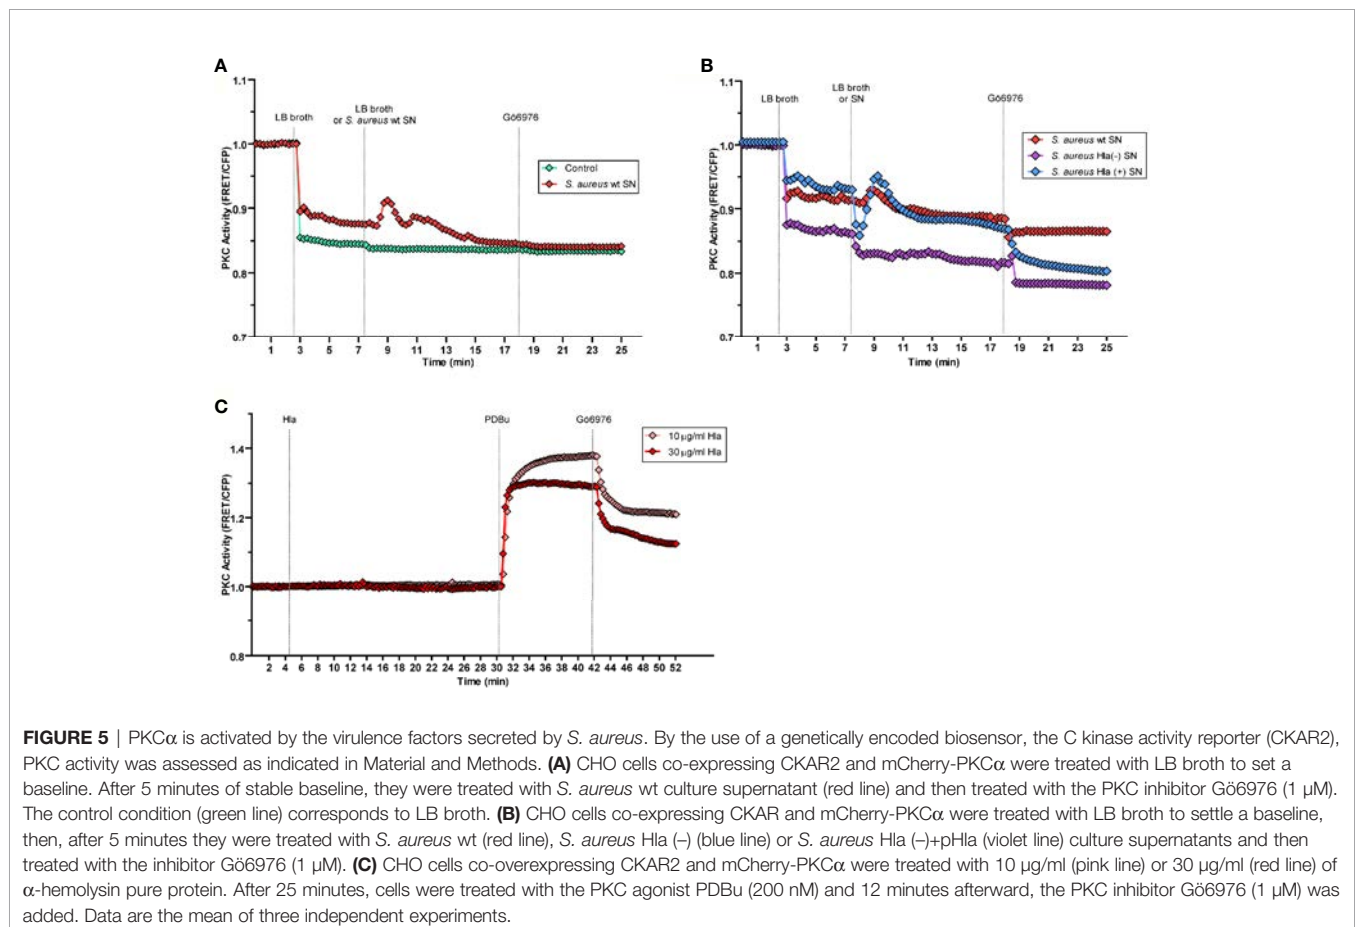 A
B
1.1
1.0
0.9
0.8
0.7
PKC Activity (FRET/CFP)
LB broth
LB broth
or S. aureus wt SN
Gö6976
Control
S. aureus wt SN
1 3 5 7 9 11 13 15 17 19 21 23 25
Time (min)
1.1
1.0
0.9
0.8
0.7
PKC Activity (FRET/CFP)
LB broth
LB broth
or SN
Gö6976
S. aureus wt SN
S. aureus Hla(-) SN
S. aureus Hla (+) SN
1 3 5 7 9 11 13 15 17 19 21 23 25
Time (min)
C
1.4
1.2
1.0
0.8
PKC Activity (FRET/CFP)
Hla
PDBu
Gö6976
10 µg/ml Hla
30 µg/ml Hla
2 4 6 8 10 12 14 16 18 20 22 24 26 28 30 32 34 36 38 40 42 44 46 48 50 52
Time (min)
FIGURE 5 | PKCα is activated by the virulence factors secreted by S. aureus. By the use of a genetically encoded biosensor, the C kinase activity reporter (CKAR2),
PKC activity was assessed as indicated in Material and Methods. (A) CHO cells co-expressing CKAR2 and mCherry-PKCα were treated with LB broth to set a
baseline. After 5 minutes of stable baseline, they were treated with S. aureus wt culture supernatant (red line) and then treated with the PKC inhibitor Gö6976 (1 µM).
The control condition (green line) corresponds to LB broth. (B) CHO cells co-expressing CKAR and mCherry-PKCα were treated with LB broth to settle a baseline,
then, after 5 minutes they were treated with S. aureus wt (red line), S. aureus Hla (–) (blue line) or S. aureus Hla (–)+pHla (violet line) culture supernatants and then
treated with the inhibitor Gö6976 (1 µM). (C) CHO cells co-overexpressing CKAR2 and mCherry-PKCα were treated with 10 µg/ml (pink line) or 30 µg/ml (red line) of
α-hemolysin pure protein. After 25 minutes, cells were treated with the PKC agonist PDBu (200 nM) and 12 minutes afterward, the PKC inhibitor Gö6976 (1 µM) was
added. Data are the mean of three independent experiments.